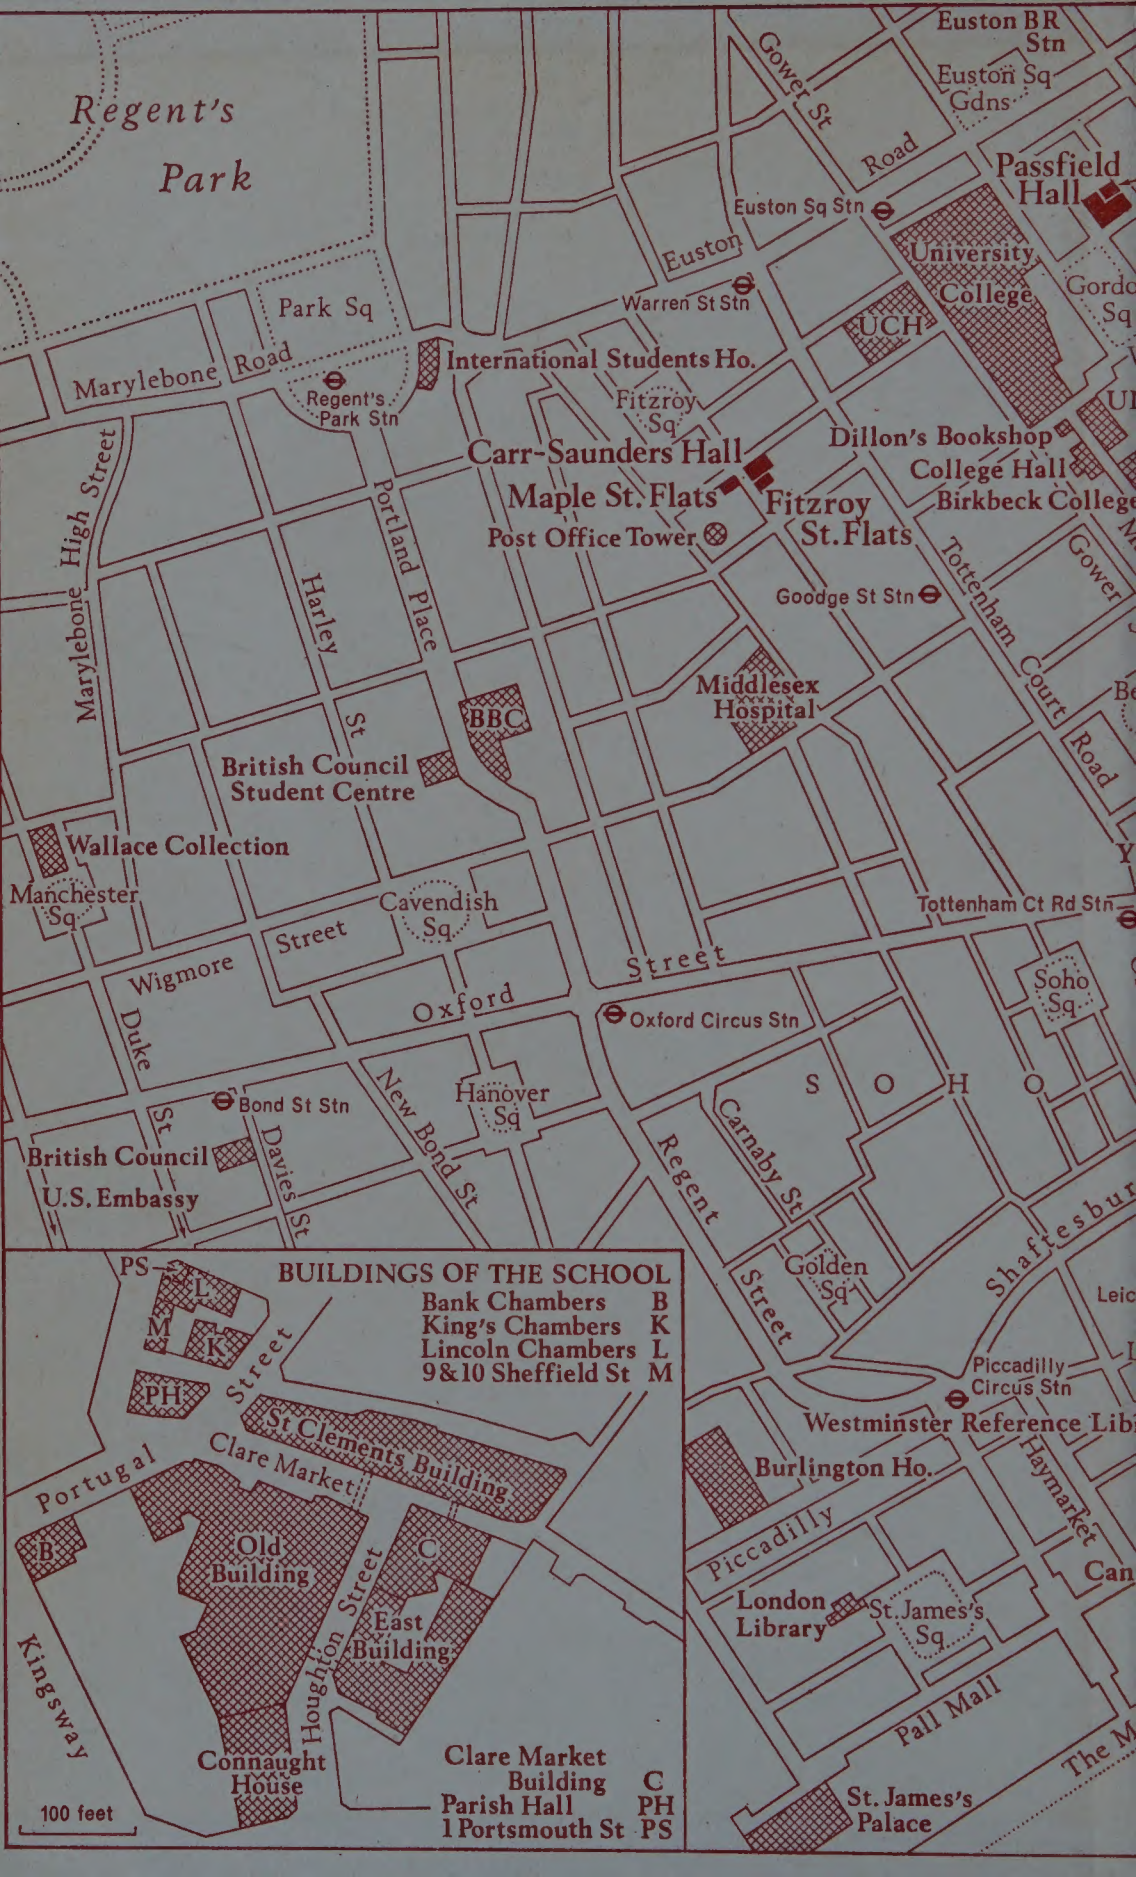 Regent's
Park
Gower St
Euston BR
Stn
Euston Sq
Gdns
Road
Passfield
Hall
Euston Sq Stn
Euston
University
College
Park Sq
Warren St Stn
UCH
Marylebone Road
International Students Ho.
Regent's
Park Stn
Fitzroy
Sq
Marylebone High Street
Carr-Saunders Hall
Dillon's Bookshop
College Hall
Birkbeck College
Maple St. Flats
Fitzroy
St. Flats
Post Office Tower
Portland Place
Harley
St
Goodge St Stn
Tottenham Court Road
Gower
Middlesex
Hospital
BBC
British Council
Student Centre
Wallace Collection
Manchester
Sq
Cavendish
Sq
Tottenham Ct Rd Stn
Wigmore Street
Oxford Street
Soho
Sq
Duke
St
Oxford Circus Stn
SOHO
Bond St Stn
New Bond St
Hanover
Sq
Carnaby St
Regent
Street
Davies St
British Council
U.S. Embassy
Golden
Sq
Piccadilly
Circus Stn
Westminster Reference
Haymarket
Burlington Ho.
Piccadilly
London
Library
St. James's
Sq
Pall Mall
St. James's
Palace
BUILDINGS OF THE SCHOOL
Bank Chambers B
King's Chambers K
Lincoln Chambers L
9 & 10 Sheffield St M
PS
L
M
K
PH
Portugal Street
St Clements Building
Clare Market
B
Old
Building
C
Houghton Street
East
Building
Kingsway
Connaught
House
Clare Market
Building C
Parish Hall PH
1 Portsmouth St PS
100 feet